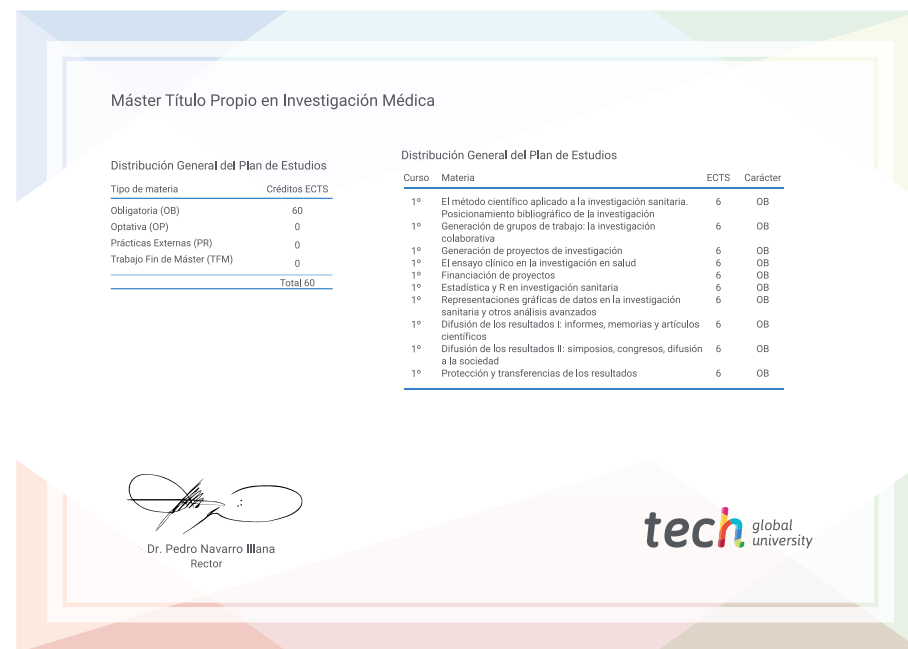 Máster Título Propio en Investigación Médica
Distribución General del Plan de Estudios
Tipo de materia Créditos ECTS
Obligatoria (OB) 60
Optativa (OP) 0
Prácticas Externas (PR) 0
Trabajo Fin de Máster (TFM) 0
Total 60
Distribución General del Plan de Estudios
Curso Materia ECTS Carácter
1º El método científico aplicado a la investigación sanitaria. 6 OB
Posicionamiento bibliográfico de la investigación
1º Generación de grupos de trabajo: la investigación 6 OB
colaborativa
1º Generación de proyectos de investigación 6 OB
1º El ensayo clínico en la investigación en salud 6 OB
1º Financiación de proyectos 6 OB
1º Estadística y R en investigación sanitaria 6 OB
1º Representaciones gráficas de datos en la investigación 6 OB
sanitaria y otros análisis avanzados
1º Difusión de los resultados I: informes, memorias y artículos 6 OB
científicos
1º Difusión de los resultados II: simposios, congresos, difusión 6 OB
a la sociedad
1º Protección y transferencias de los resultados 6 OB
Dr. Pedro Navarro Illana
Rector
tech global
university